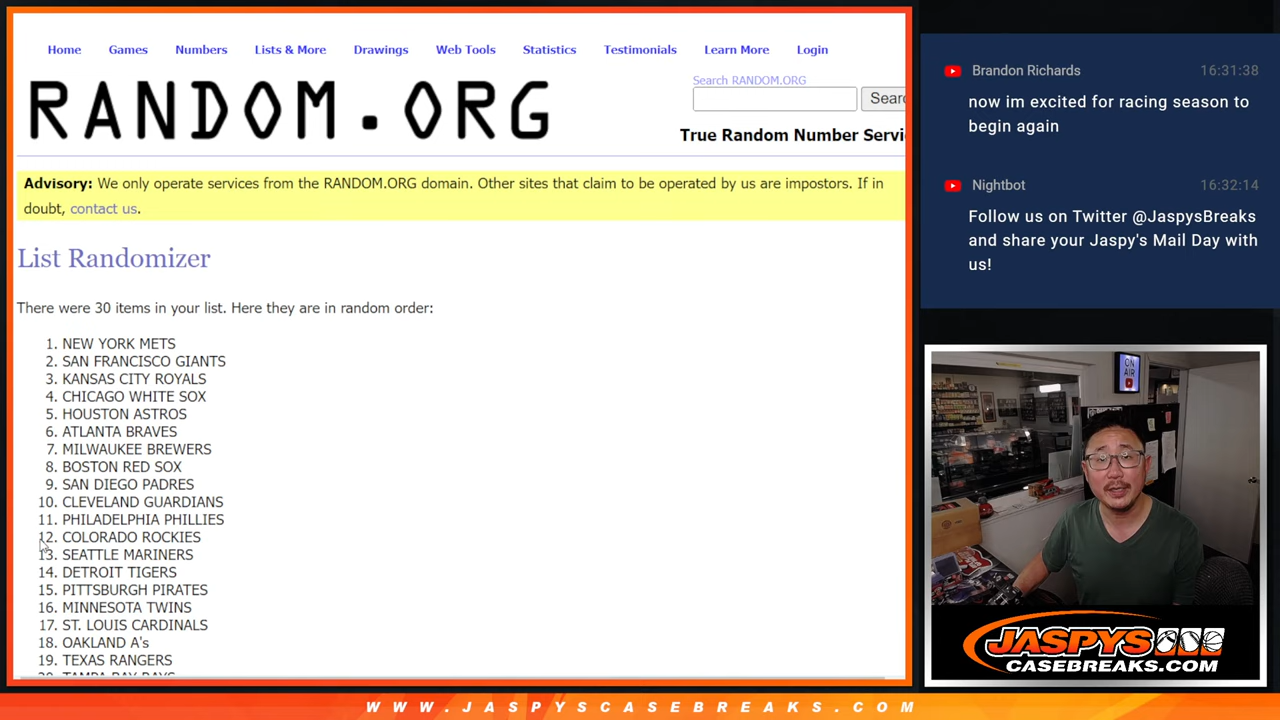 Home Games Numbers Lists & More Drawings Web Tools Statistics Testimonials Learn More Login
RANDOM.ORG
Search RANDOM.ORG
True Random Number
Advisory: We only operate services from the RANDOM.ORG domain. Other sites that claim to be operated by us are impostors. If in
doubt, contact us.
List Randomizer
There were 30 items in your list. Here they are in random order:
1. NEW YORK METS
2. SAN FRANCISCO GIANTS
3. KANSAS CITY ROYALS
4. CHICAGO WHITE SOX
5. HOUSTON ASTROS
6. ATLANTA BRAVES
7. MILWAUKEE BREWERS
8. BOSTON RED SOX
9. SAN DIEGO PADRES
10. CLEVELAND GUARDIANS
11. PHILADELPHIA PHILLIES
12. COLORADO ROCKIES
13. SEATTLE MARINERS
14. DETROIT TIGERS
15. PITTSBURGH PIRATES
16. MINNESOTA TWINS
17. ST. LOUIS CARDINALS
18. OAKLAND A's
19. TEXAS RANGERS
Brandon Richards 16:31:38
now im excited for racing season to
begin again
Nightbot 16:32:14
Follow us on Twitter @JaspysBreaks
and share your Jaspy's Mail Day with
us!
ON
AIR
JASPYS
CASEBREAKS.COM
WWW.JASPYSCASEBREAKS.COM